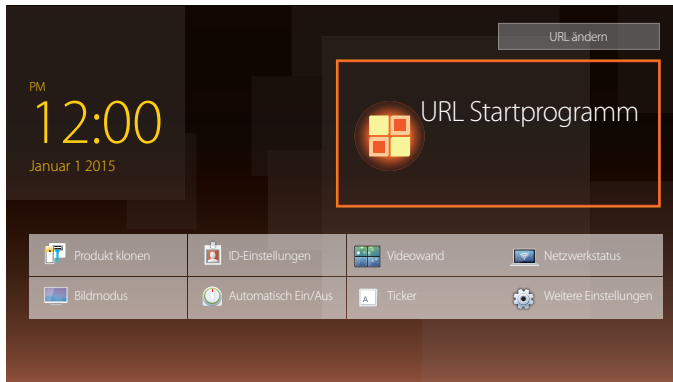 URL ändern
PM
12:00
Januar 1 2015
URL Startprogramm
Produkt klonen
ID-Einstellungen
Videowand
Netzwerkstatus
Bildmodus
Automatisch Ein/Aus
A
Ticker
Weitere Einstellungen